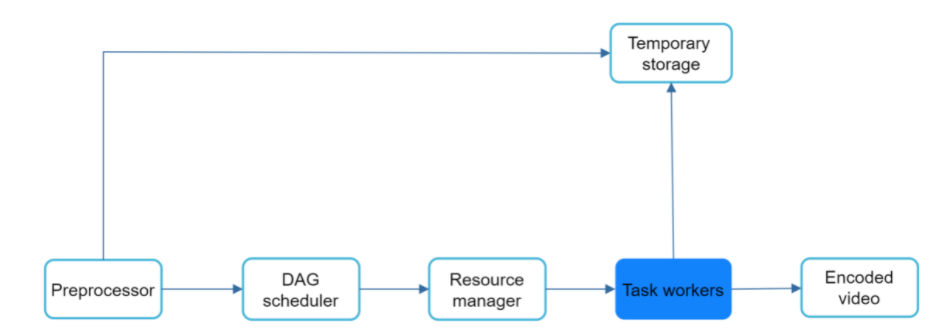 Temporary
storage
Preprocessor
DAG
scheduler
Resource
manager
Task workers
Encoded
video